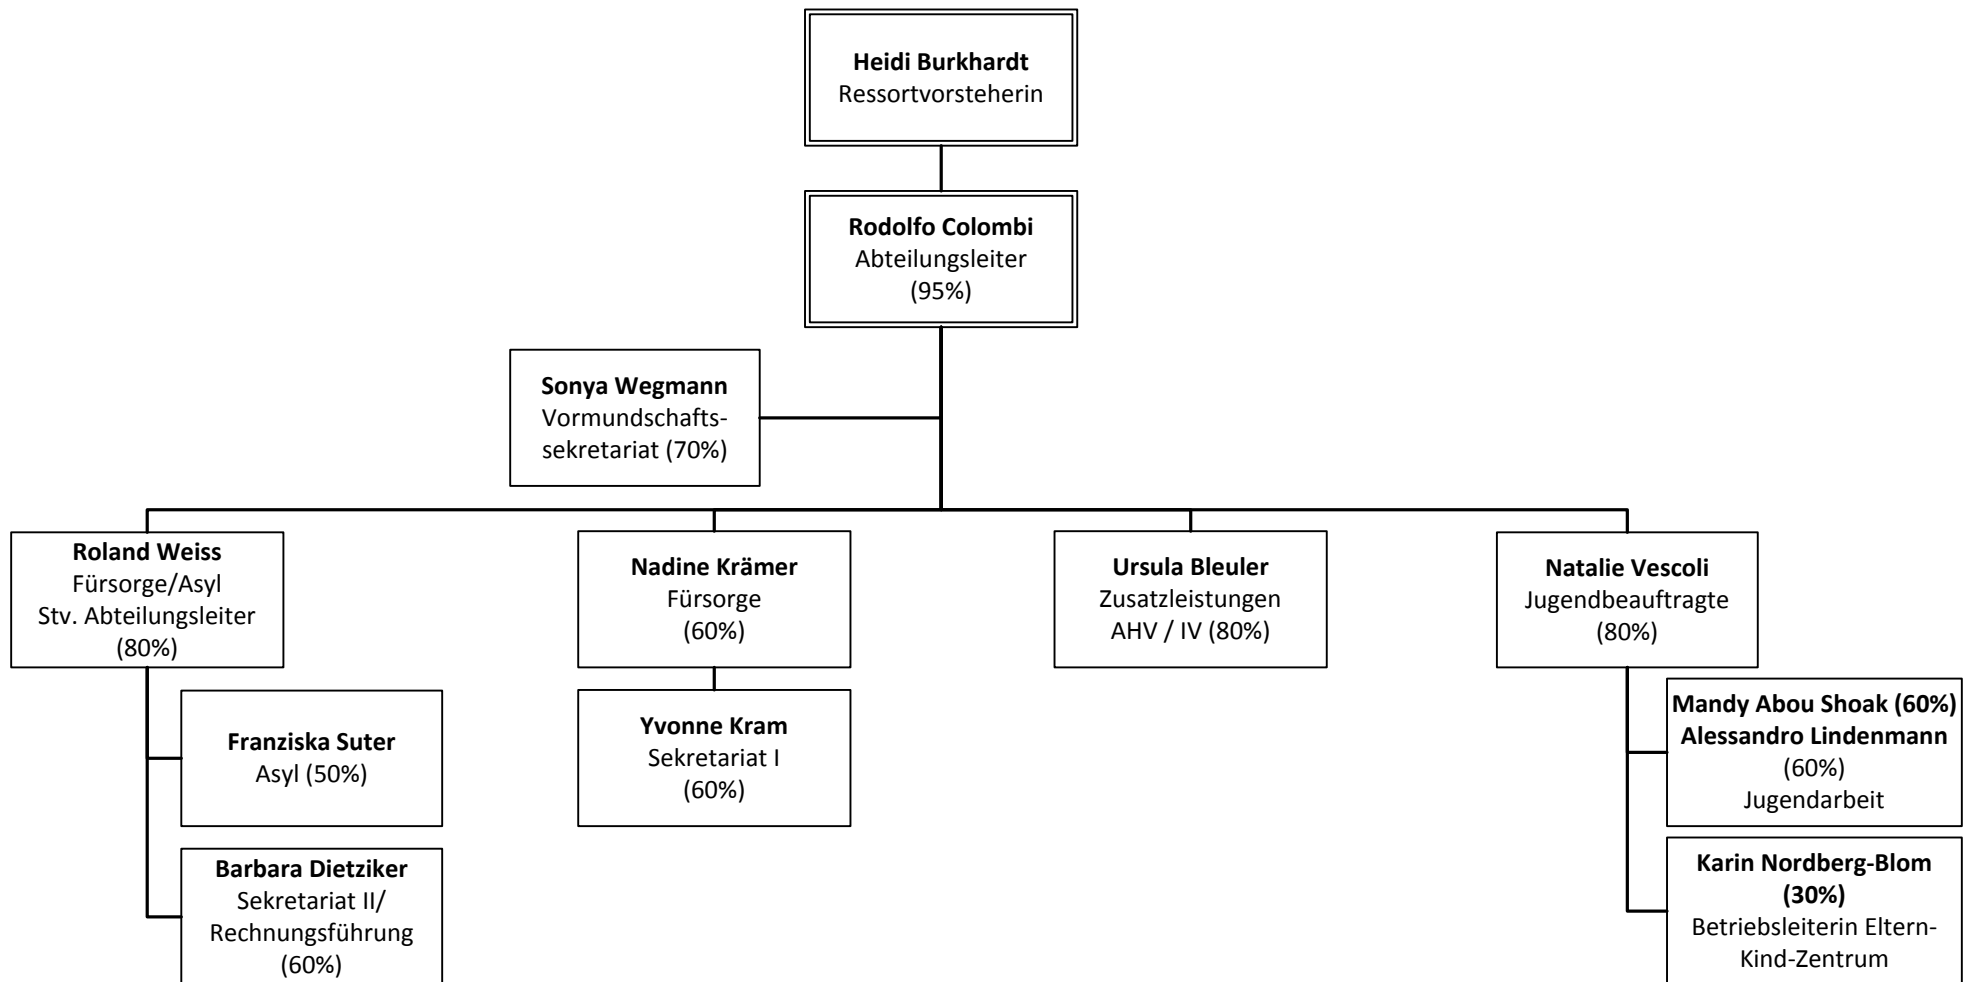 Heidi Burkhardt
Ressortvorsteherin
Rodolfo Colombi
Abteilungsleiter
(95%)
Sonya Wegmann
Vormundschafts-
sekretariat (70%)
Roland Weiss
Fürsorge/Asyl
Stv. Abteilungsleiter
(80%)
Nadine Krämer
Fürsorge
(60%)
Ursula Bleuler
Zusatzleistungen
AHV / IV (80%)
Natalie Vescoli
Jugendbeauftragte
(80%)
Franziska Suter
Asyl (50%)
Barbara Dietziker
Sekretariat II/
Rechnungsführung
(60%)
Yvonne Kram
Sekretariat I
(60%)
Mandy Abou Shoak (60%)
Alessandro Lindenmann
(60%)
Jugendarbeit
Karin Nordberg-Blom
(30%)
Betriebsleiterin Eltern-
Kind-Zentrum